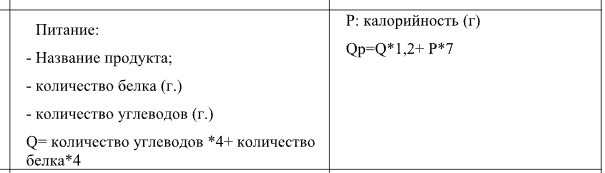 Питание:
- Название продукта;
- количество белка (г.)
- количество углеводов (г.)
Q= количество углеводов *4+ количество
белка*4
P: калорийность (г)
Qp=Q*1,2+ P*7